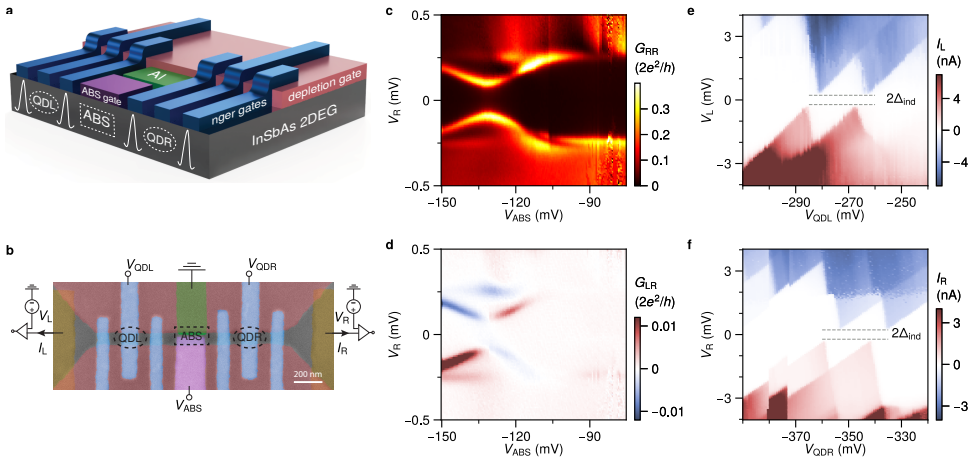 a
Al
ABS gate
nger gates
depletion gate
QDL
ABS
QDR
InSbAs 2DEG
b
V_QDL
V_QDR
V_L
V_R
I_L
I_R
QDL
ABS
QDR
200 nm
V_ABS
c
G_RR
(2e²/h)
V_R (mV)
0.5
0
−0.5
−150
−120
−90
V_ABS (mV)
0.4
0.2
0.1
0
d
G_LR
(2e²/h)
V_R (mV)
0.5
0
−0.5
−150
−120
−90
V_ABS (mV)
0.01
0
−0.01
e
I_L
(nA)
V_L (mV)
3
0
−3
2Δ_ind
−290
−270
−250
V_QDL (mV)
7
4
0
−4
f
I_R
(nA)
V_R (mV)
3
0
−3
2Δ_ind
−370
−350
−330
V_QDR (mV)
3
0
−3